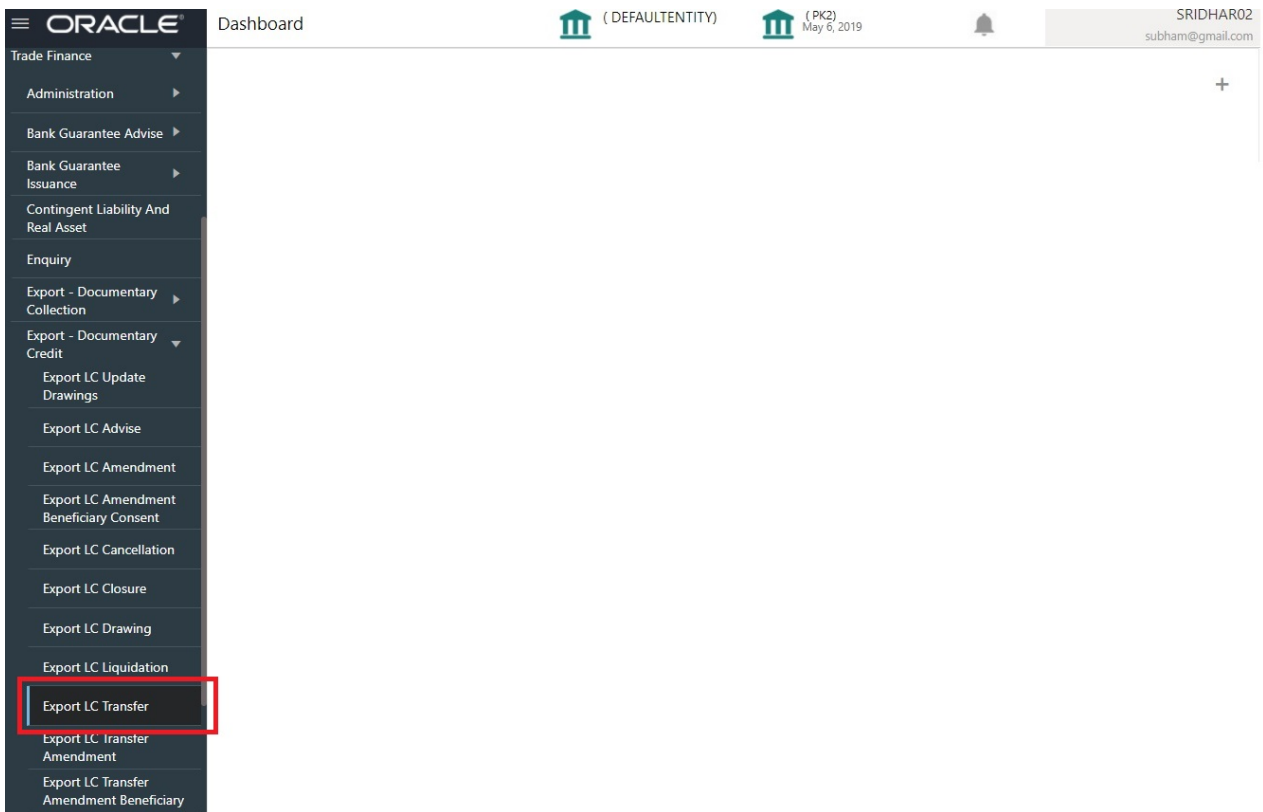 ORACLE
Dashboard
( DEFAULTENTITY)
( PK2)
May 6, 2019
SRIDHAR02
subham@gmail.com
Trade Finance
Administration
Bank Guarantee Advise
Bank Guarantee
Issuance
Contingent Liability And
Real Asset
Enquiry
Export - Documentary
Collection
Export - Documentary
Credit
Export LC Update
Drawings
Export LC Advise
Export LC Amendment
Export LC Amendment
Beneficiary Consent
Export LC Cancellation
Export LC Closure
Export LC Drawing
Export LC Liquidation
Export LC Transfer
Export LC Transfer
Amendment
Export LC Transfer
Amendment Beneficiary